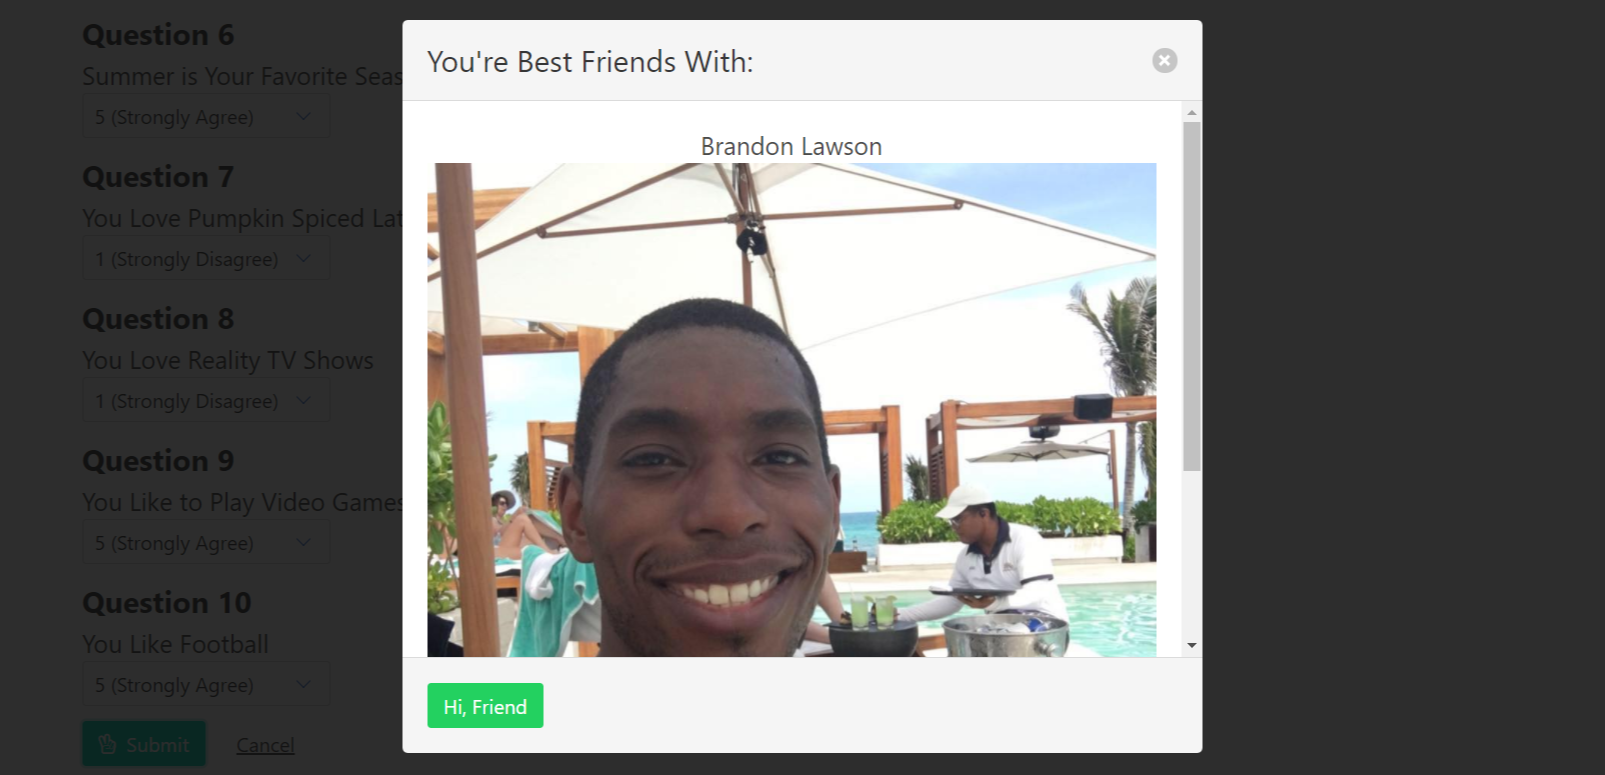 Question 6
Summer is Your Favorite Seas
5 (Strongly Agree)
Question 7
You Love Pumpkin Spiced Lat
1 (Strongly Disagree)
Question 8
You Love Reality TV Shows
1 (Strongly Disagree)
Question 9
You Like to Play Video Games
5 (Strongly Agree)
Question 10
You Like Football
5 (Strongly Agree)
Submit Cancel
You're Best Friends With:
Brandon Lawson
Hi, Friend